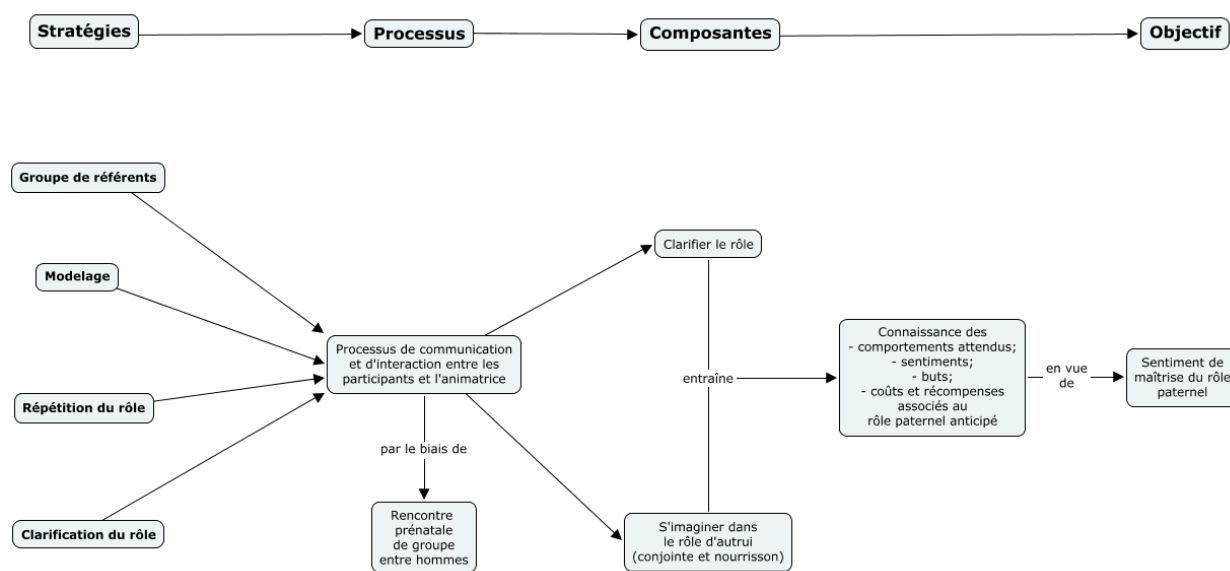 Stratégies
Processus
Composantes
Objectif
Groupe de référents
Modelage
Répétition du rôle
Clarification du rôle
Processus de communication
et d'interaction entre les
participants et l'animatrice
par le biais de
Rencontre
prénatale
de groupe
entre hommes
Clarifier le rôle
entraîne
S'imaginer dans
le rôle d'autrui
(conjointe et nourrisson)
Connaissance des
- comportements attendus;
- sentiments;
- buts;
- coûts et récompenses
associés au
rôle paternel anticipé
en vue
de
Sentiment de
maîtrise du rôle
paternel